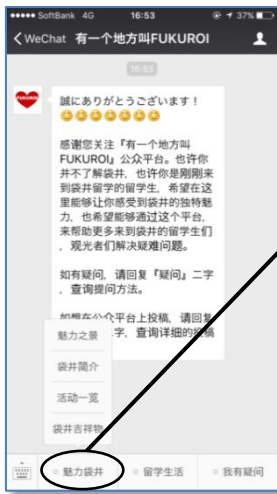 SoftBank 4G 16:53 37%
WeChat 有一个地方叫FUKUROI
16:53
FUKUROI
誠にありがとうございます！
感谢您关注『有一个地方叫
FUKUROI』公众平台。也许你
并不了解袋井，也许你是刚刚来
到袋井留学的留学生，希望在这
里能够让你感受到袋井的独特魅
力，也希望能够通过这个平台，
来帮助更多来到袋井的留学生们
、观光者们解决疑难问题。
如有疑问，请回复『疑问』二字
，查询提问方法。
如想在公众平台上投稿，请回复
字，查询详细的投稿
魅力之景
袋井简介
活动一览
袋井吉祥物
魅力袋井
留学生活
我有疑问